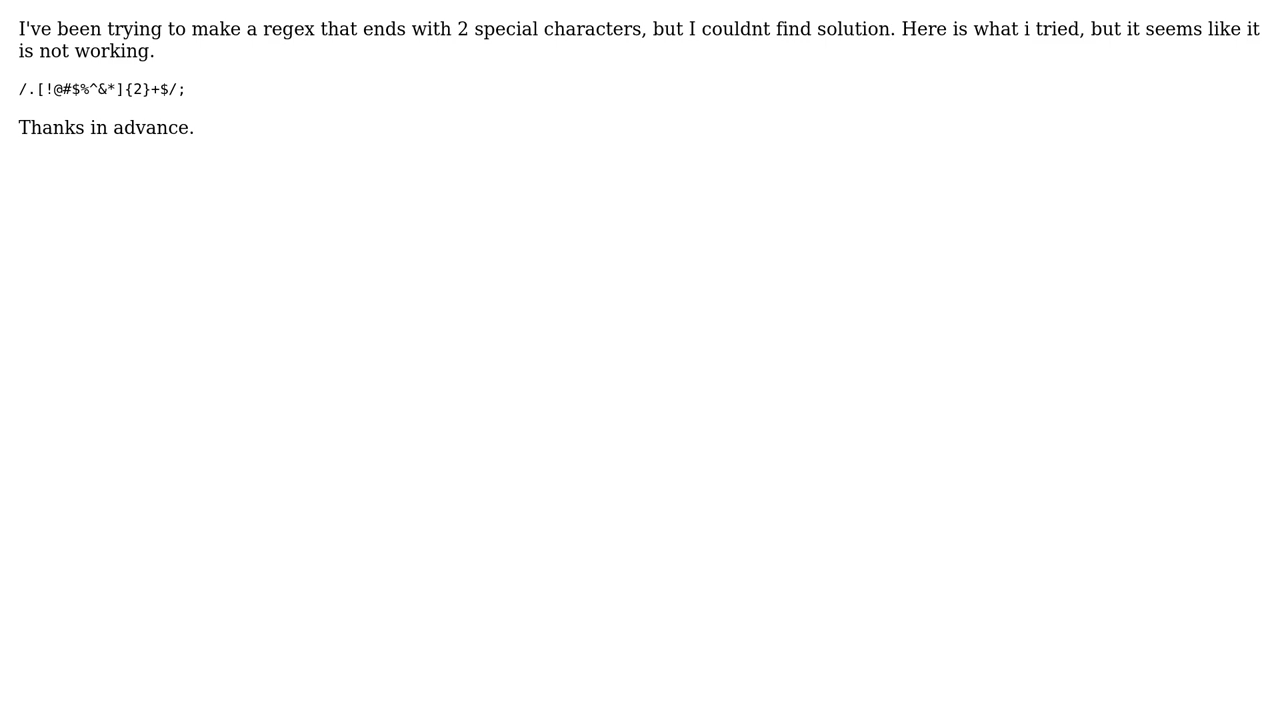 I've been trying to make a regex that ends with 2 special characters, but I couldnt find solution. Here is what i tried, but it seems like it
is not working.
/.[!@#$%^&*]{2}+$/;
Thanks in advance.